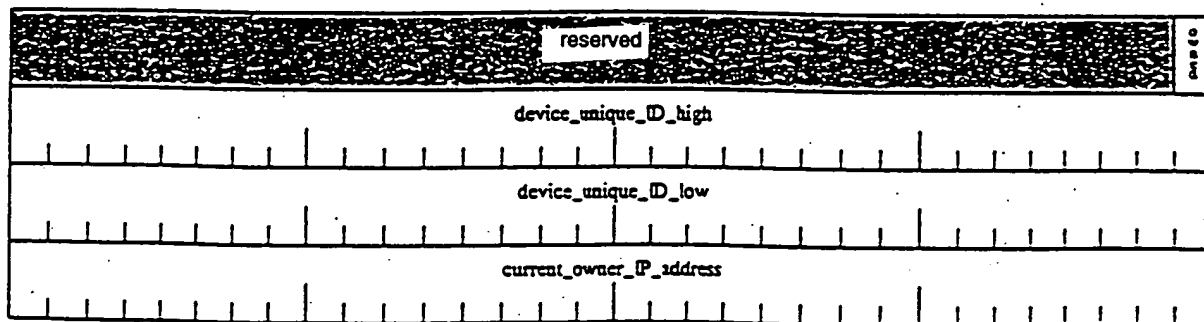 reserved
device_unique_ID_high
device_unique_ID_low
current_owner_IP_address